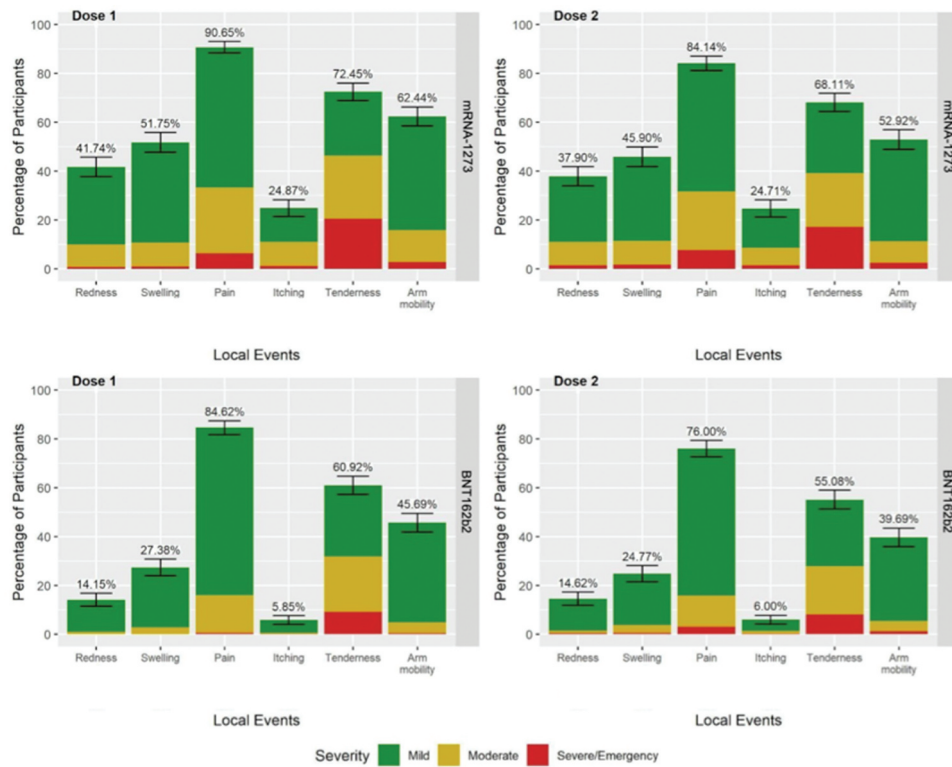 Dose 1
Percentage of Participants
100
80
60
40
20
0
41.74%
51.75%
90.65%
24.87%
72.45%
62.44%
Redness
Swelling
Pain
Itching
Tenderness
Arm
mobility
mRNA-1273
Local Events
Dose 2
Percentage of Participants
100
80
60
40
20
0
37.90%
45.90%
84.14%
24.71%
68.11%
52.92%
Redness
Swelling
Pain
Itching
Tenderness
Arm
mobility
mRNA-1273
Local Events
Dose 1
Percentage of Participants
100
80
60
40
20
0
14.15%
27.38%
84.62%
5.85%
60.92%
45.69%
Redness
Swelling
Pain
Itching
Tenderness
Arm
mobility
BNT162b2
Local Events
Dose 2
Percentage of Participants
100
80
60
40
20
0
14.62%
24.77%
76.00%
6.00%
55.08%
39.69%
Redness
Swelling
Pain
Itching
Tenderness
Arm
mobility
BNT162b2
Local Events
Severity Mild Moderate Severe/Emergency